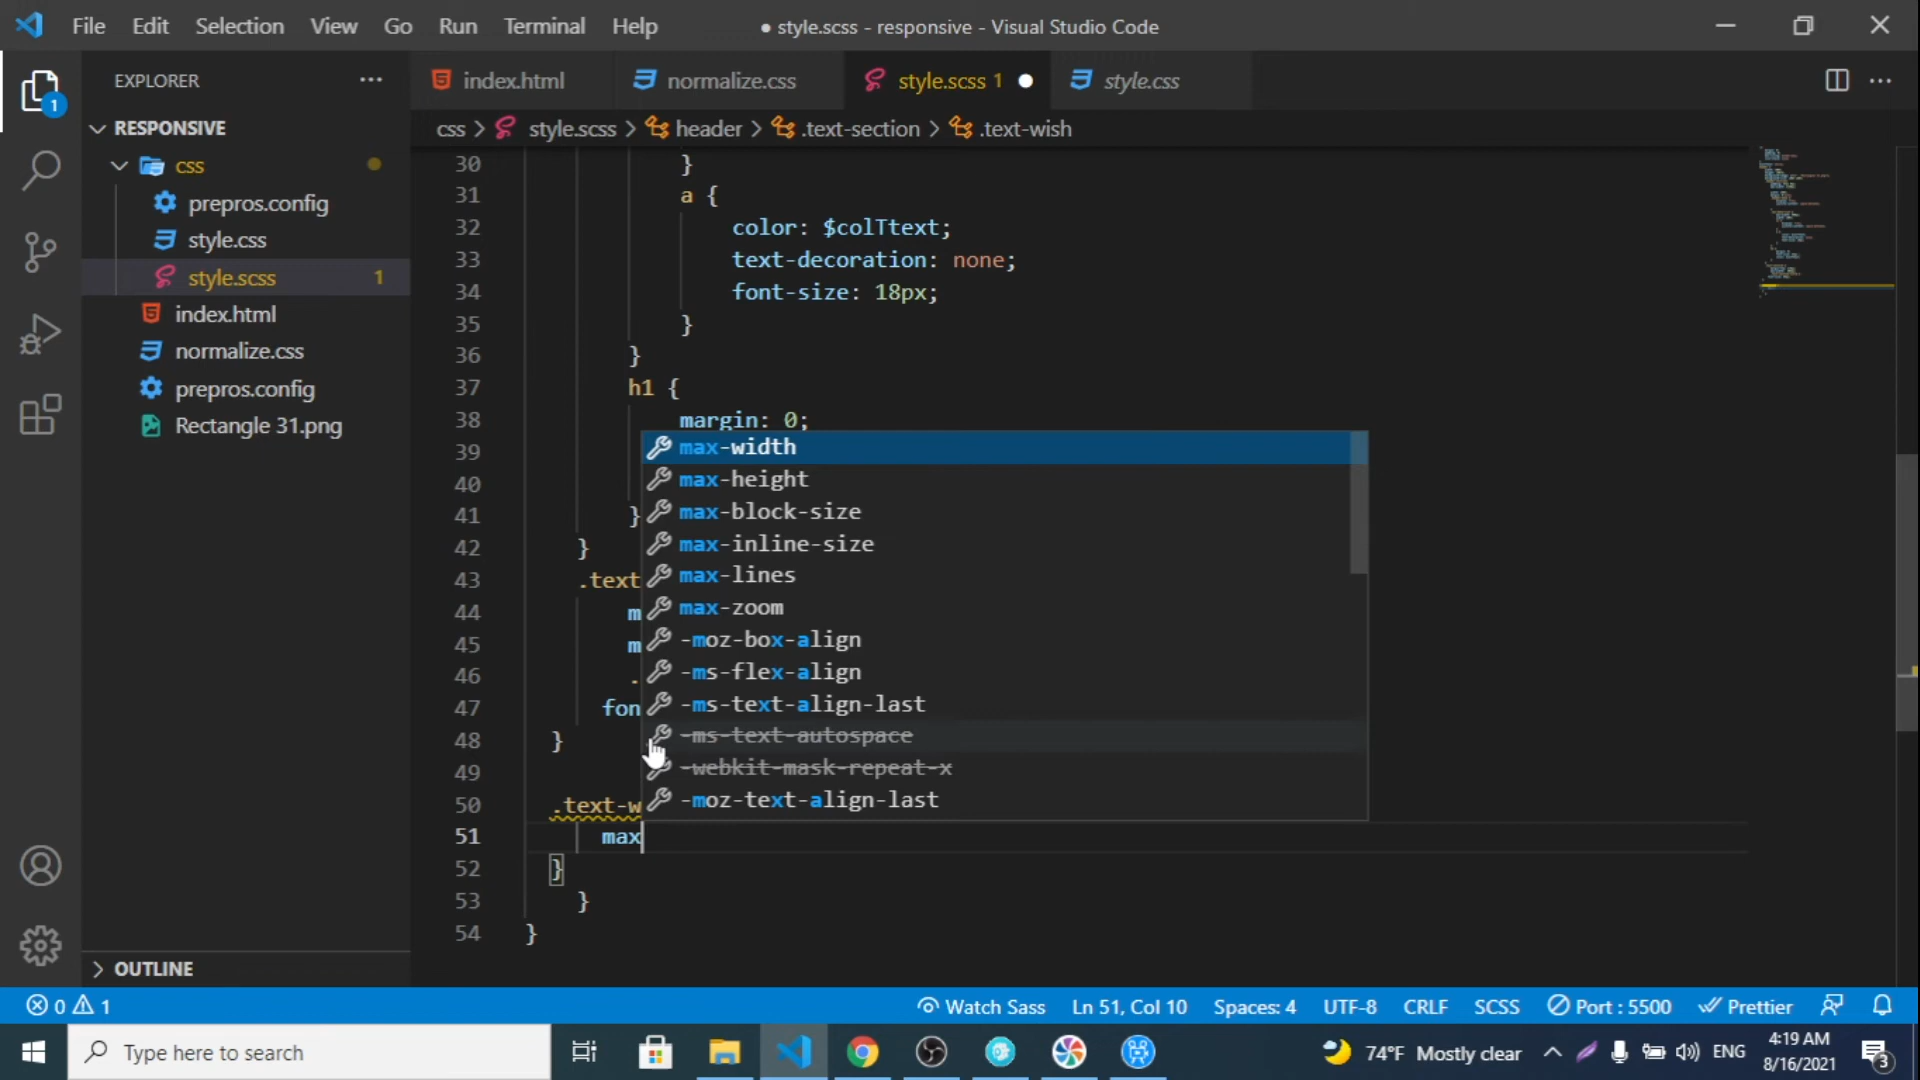 File Edit Selection View Go Run Terminal Help
● style.scss - responsive - Visual Studio Code
EXPLORER
RESPONSIVE
css
prepros.config
style.css
style.scss 1
index.html
normalize.css
prepros.config
Rectangle 31.png
OUTLINE
1
index.html normalize.css style.scss 1 style.css
css > style.scss > header > .text-section > .text-wish
30 }
31 a {
32 color: $colTtext;
33 text-decoration: none;
34 font-size: 18px;
35 }
36 }
37 h1 {
38 margin: 0;
39
40
41 }
42 }
43 .text
44 m
45 m
46 .
47 fon
48 }
49
50 .text-w
51 max
52 }
53 }
54 }
max-width
max-height
max-block-size
max-inline-size
max-lines
max-zoom
-moz-box-align
-ms-flex-align
-ms-text-align-last
-ms-text-autospace
-webkit-mask-repeat-x
-moz-text-align-last
0 1 Watch Sass Ln 51, Col 10 Spaces: 4 UTF-8 CRLF SCSS Port : 5500 Prettier
Type here to search
74°F Mostly clear
ENG
4:19 AM
8/16/2021
3